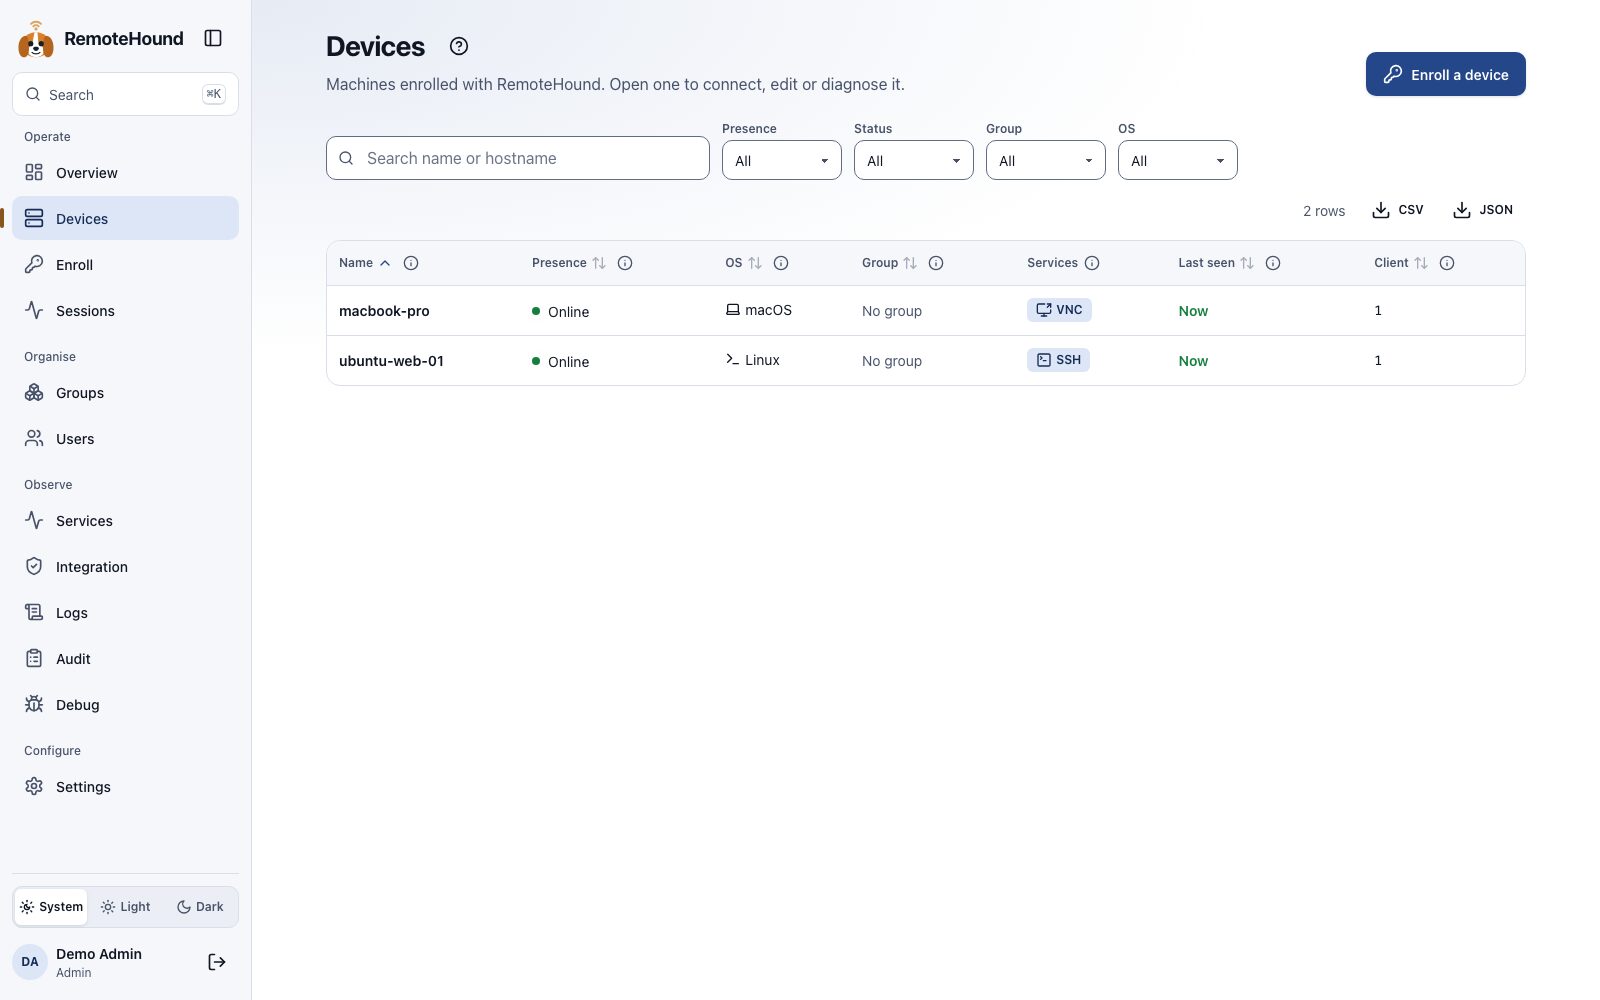 RemoteHound
Search ⌘K
Operate
Overview
Devices
Enroll
Sessions
Organise
Groups
Users
Observe
Services
Integration
Logs
Audit
Debug
Configure
Settings
System Light Dark
DA Demo Admin
Admin
Devices
Machines enrolled with RemoteHound. Open one to connect, edit or diagnose it.
Enroll a device
Presence Status Group OS
Search name or hostname All All All All
2 rows CSV JSON
Name Presence OS Group Services Last seen Client
macbook-pro Online macOS No group VNC Now 1
ubuntu-web-01 Online Linux No group SSH Now 1